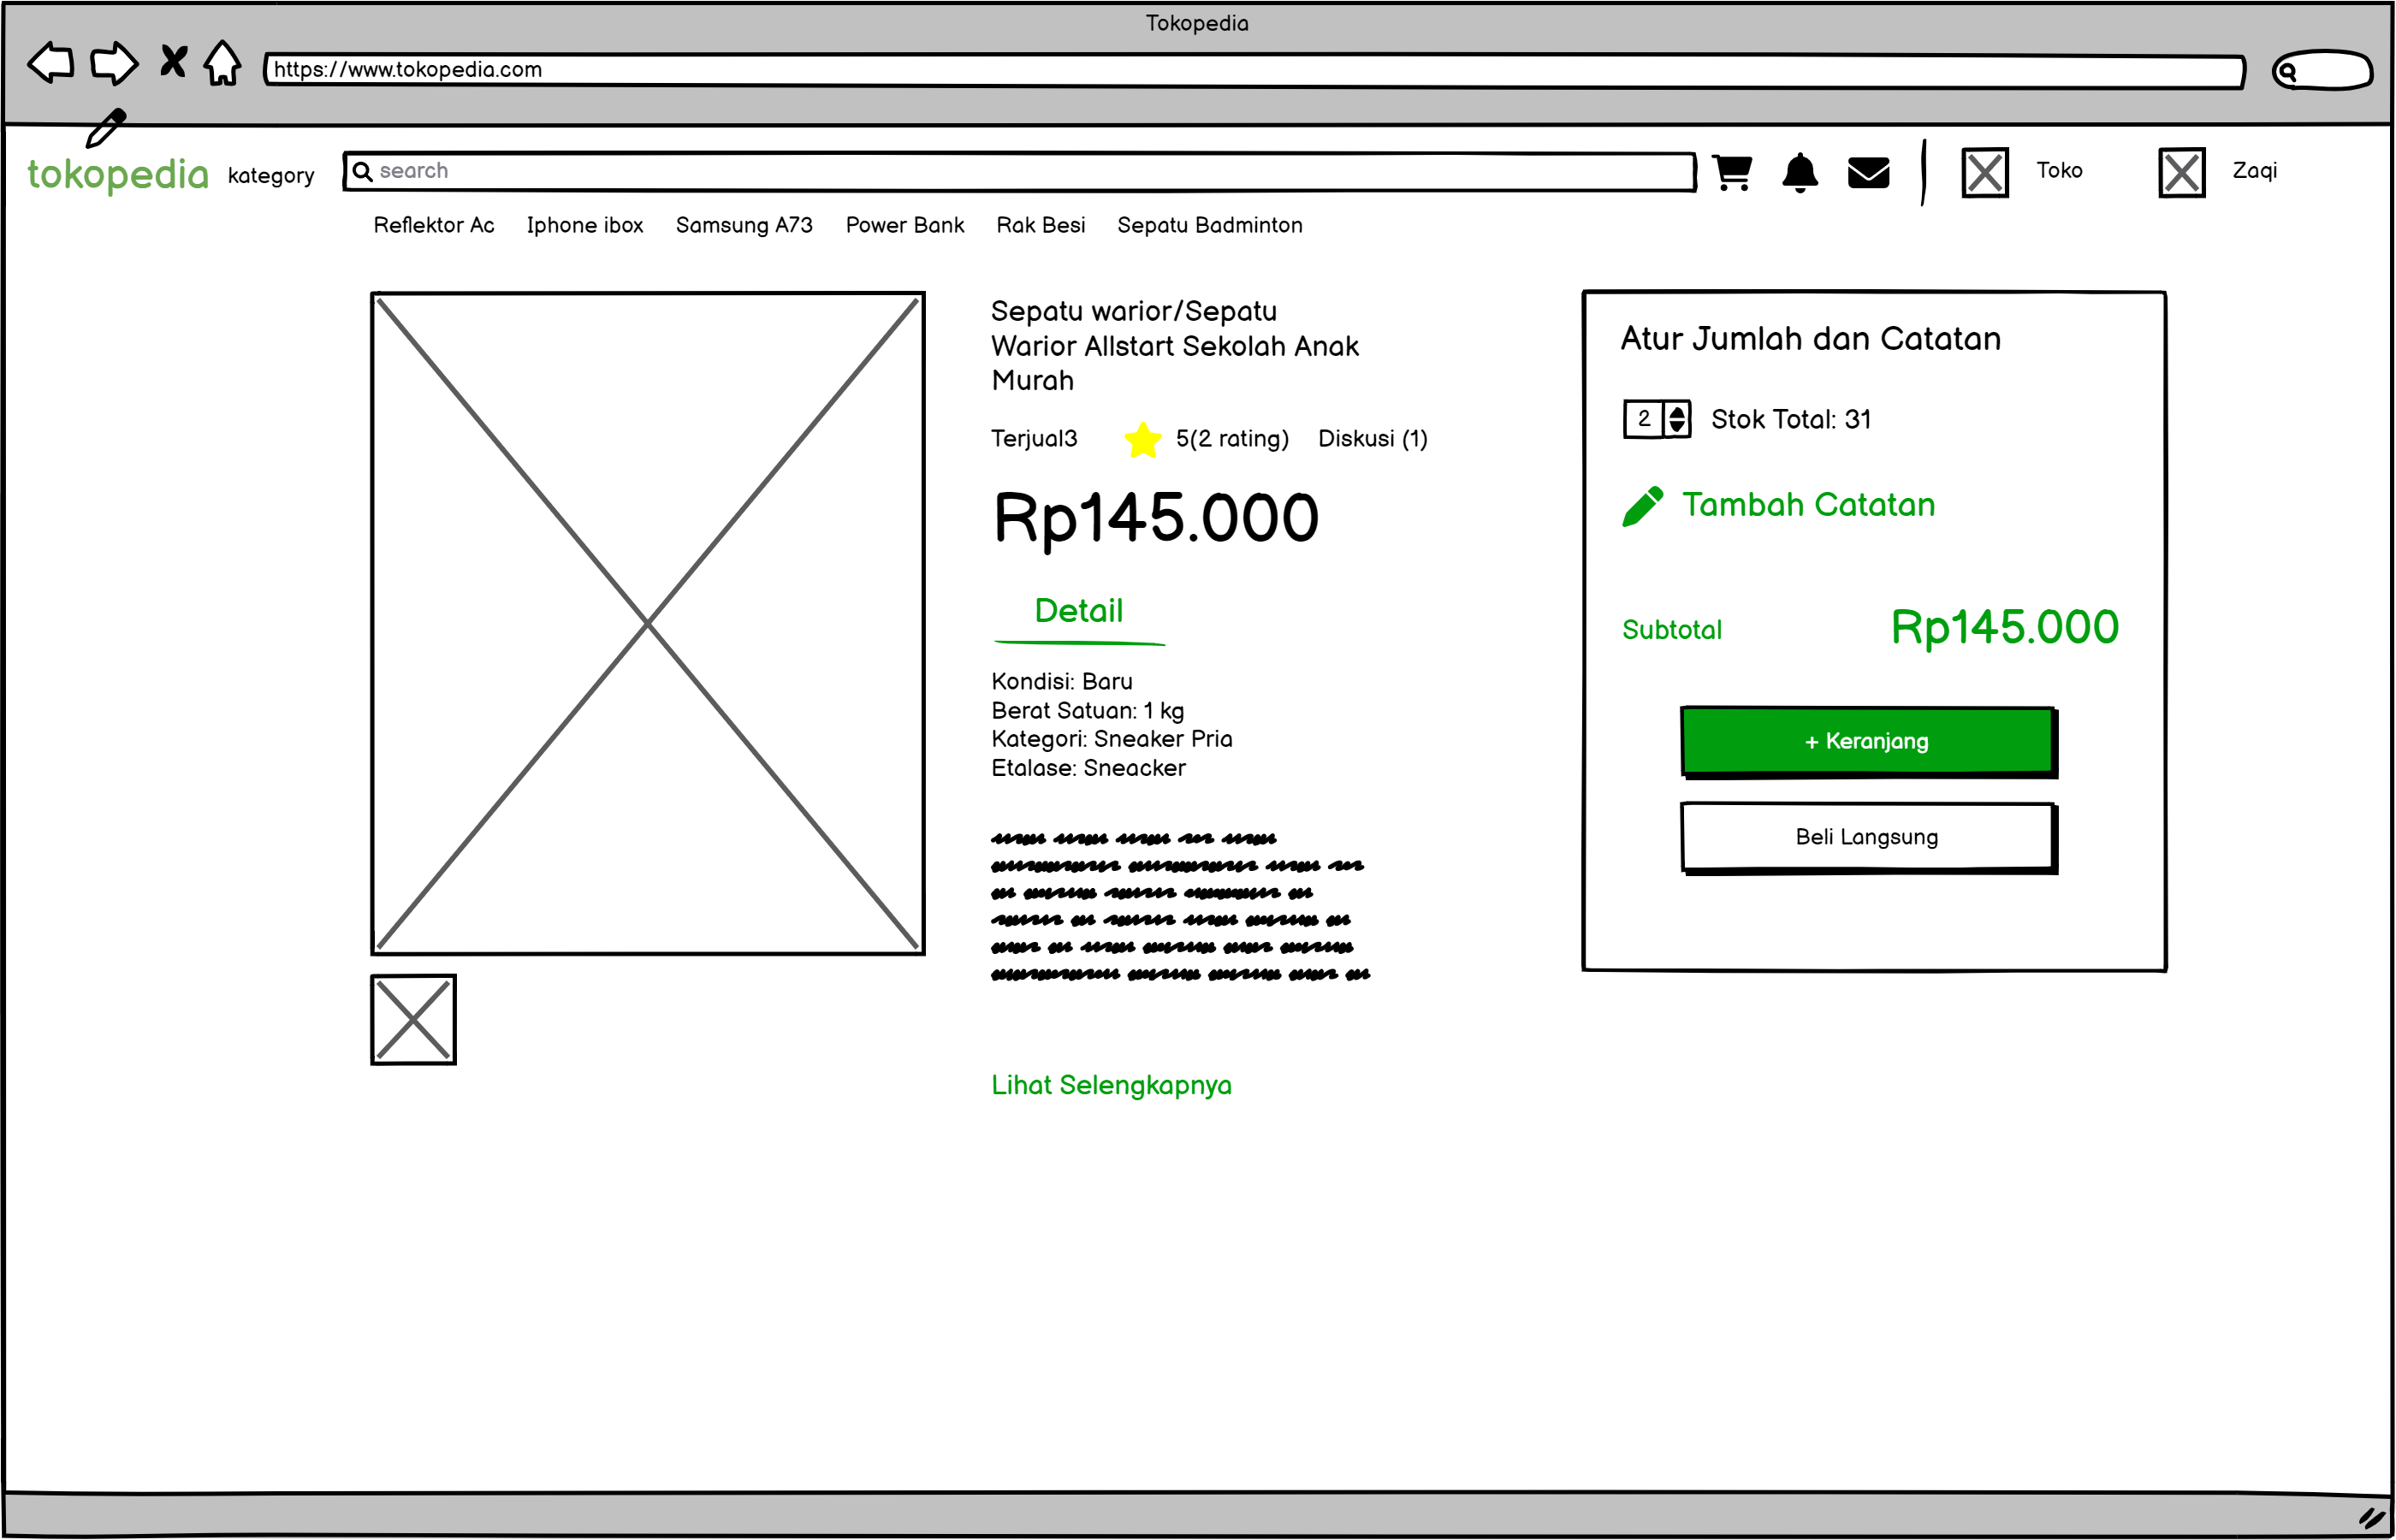 Tokopedia
https://www.tokopedia.com
tokopedia kategory search Toko Zaqi
Reflektor Ac Iphone ibox Samsung A73 Power Bank Rak Besi Sepatu Badminton
Sepatu warior/Sepatu
Warior Allstart Sekolah Anak
Murah
Terjual3 5(2 rating) Diskusi (1)
Rp145.000
Detail
Kondisi: Baru
Berat Satuan: 1 kg
Kategori: Sneaker Pria
Etalase: Sneacker
Lihat Selengkapnya
Atur Jumlah dan Catatan
2 Stok Total: 31
Tambah Catatan
Subtotal Rp145.000
+ Keranjang
Beli Langsung